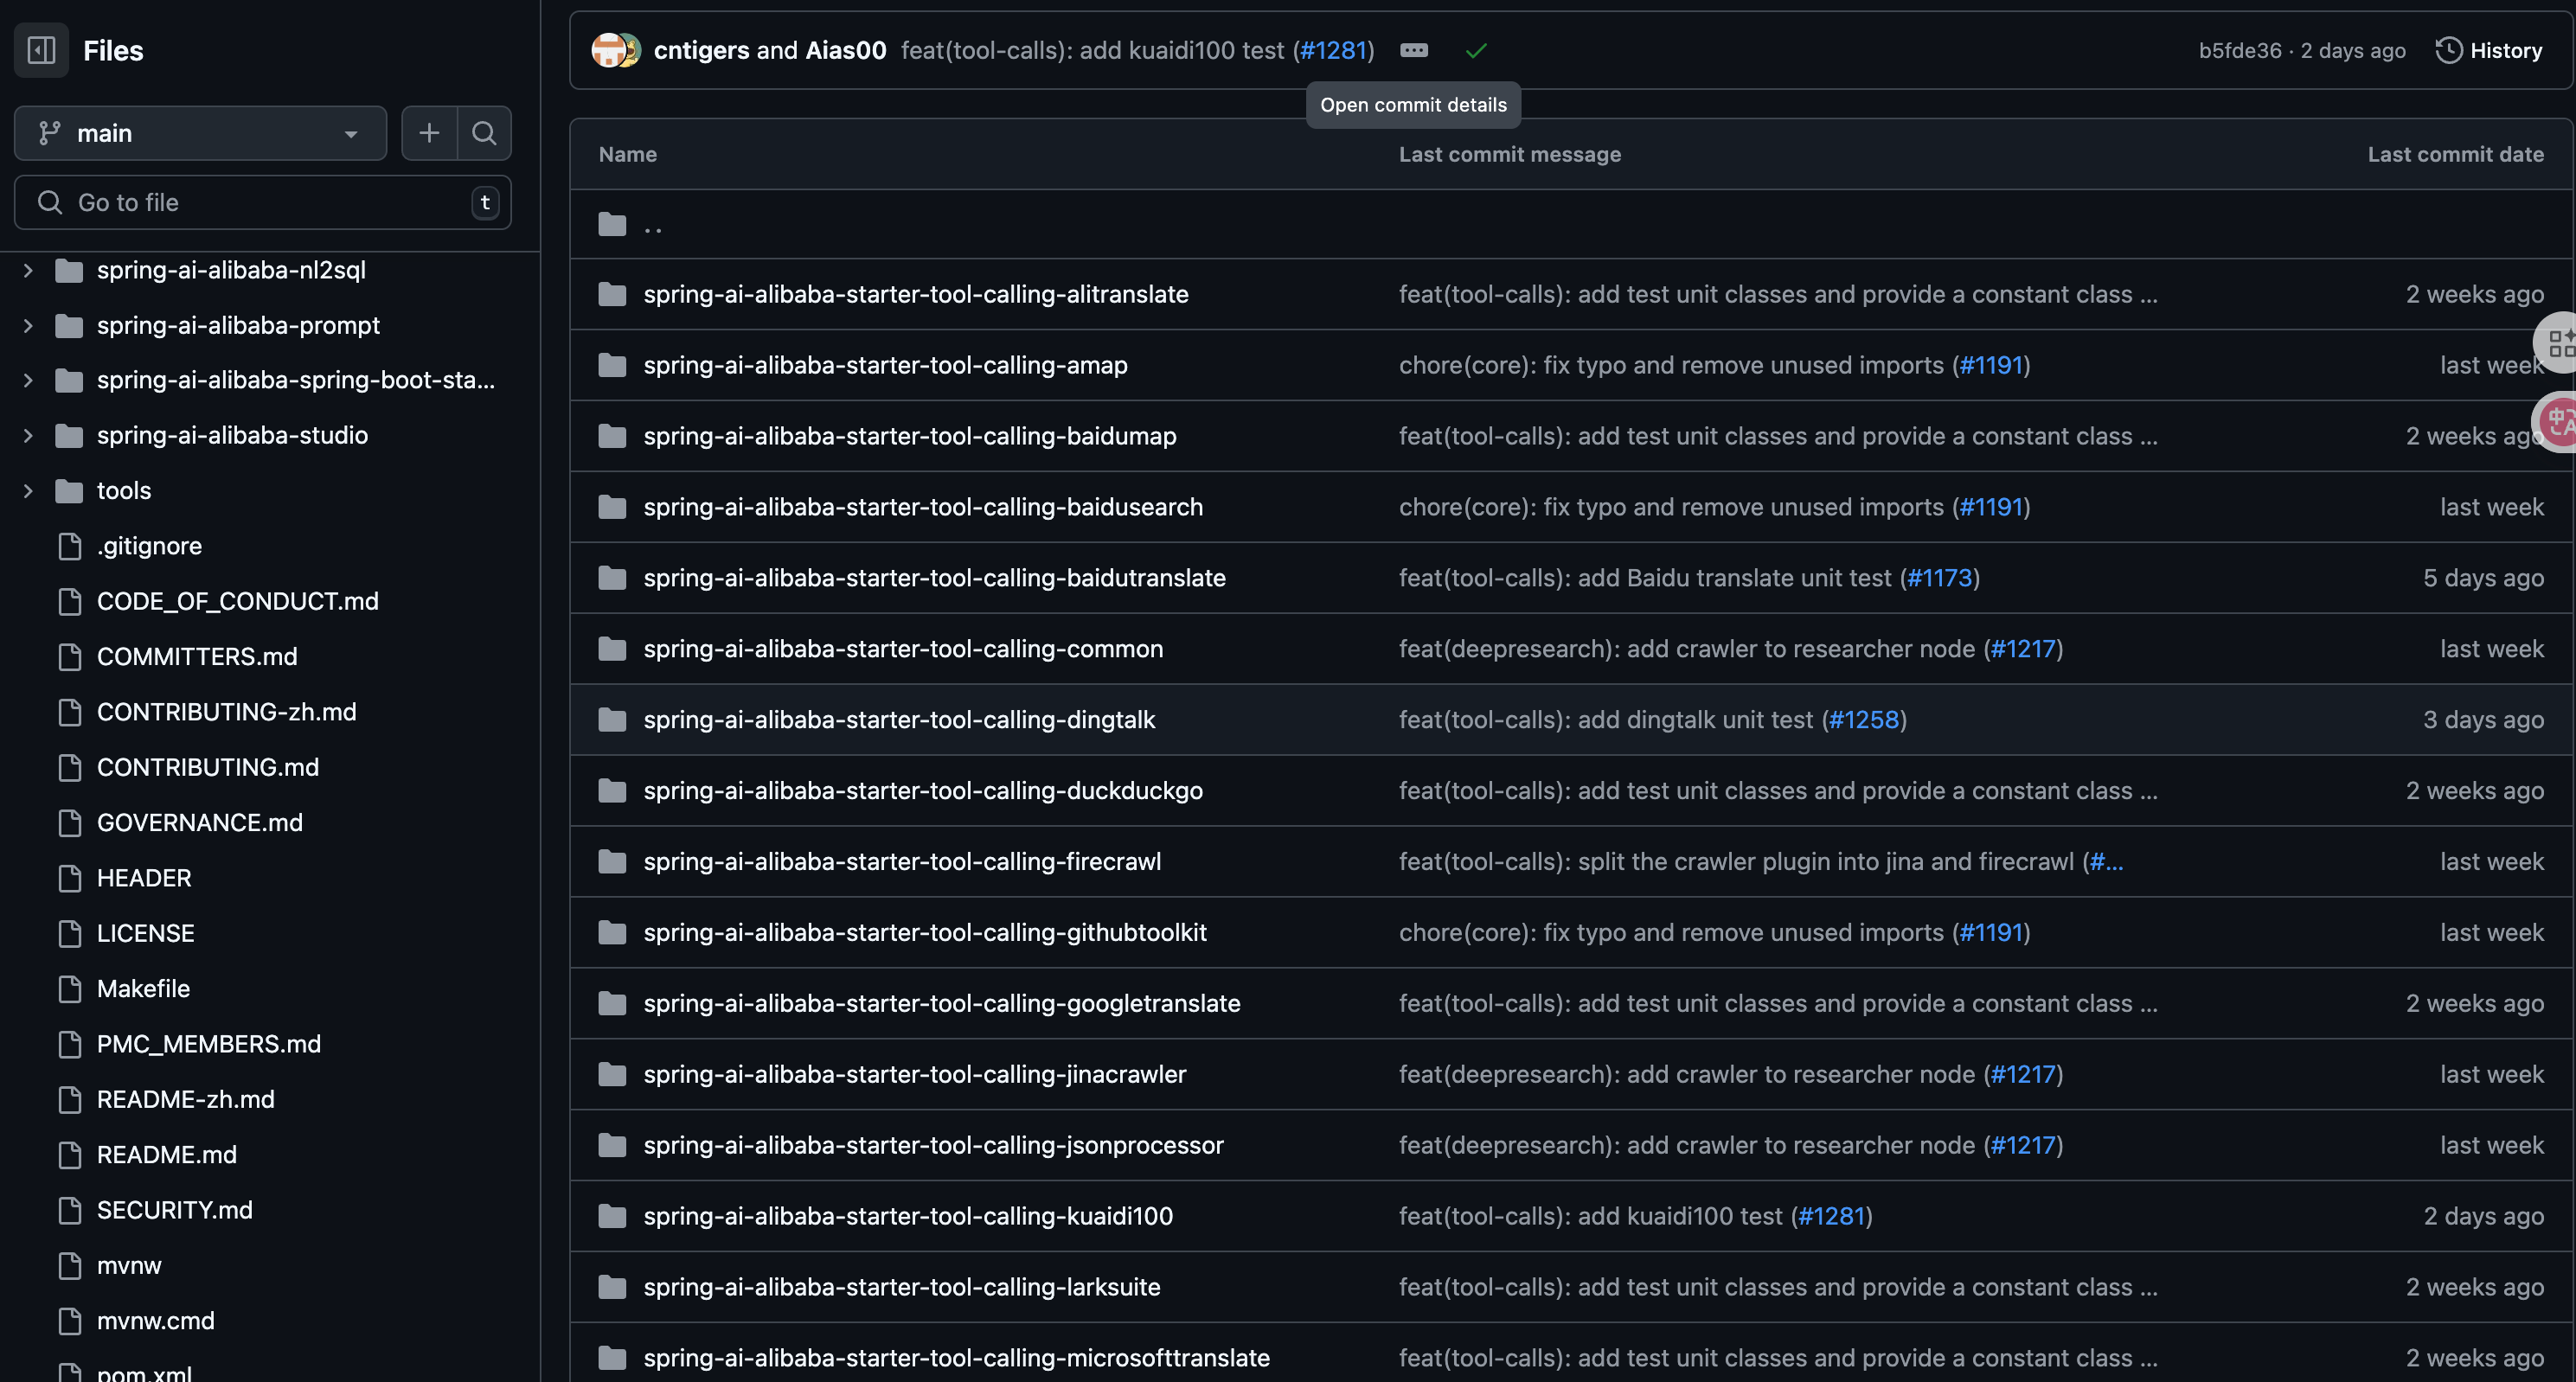 Files
main
Go to file
t
spring-ai-alibaba-nl2sql
spring-ai-alibaba-prompt
spring-ai-alibaba-spring-boot-sta...
spring-ai-alibaba-studio
tools
.gitignore
CODE_OF_CONDUCT.md
COMMITTERS.md
CONTRIBUTING-zh.md
CONTRIBUTING.md
GOVERNANCE.md
HEADER
LICENSE
Makefile
PMC_MEMBERS.md
README-zh.md
README.md
SECURITY.md
mvnw
mvnw.cmd
pom.xml
cntigers and Aias00 feat(tool-calls): add kuaidi100 test (#1281) b5fde36 · 2 days ago History
Open commit details
Name Last commit message Last commit date
..
spring-ai-alibaba-starter-tool-calling-alitranslate feat(tool-calls): add test unit classes and provide a constant class ... 2 weeks ago
spring-ai-alibaba-starter-tool-calling-amap chore(core): fix typo and remove unused imports (#1191) last week
spring-ai-alibaba-starter-tool-calling-baidumap feat(tool-calls): add test unit classes and provide a constant class ... 2 weeks ago
spring-ai-alibaba-starter-tool-calling-baidusearch chore(core): fix typo and remove unused imports (#1191) last week
spring-ai-alibaba-starter-tool-calling-baidutranslate feat(tool-calls): add Baidu translate unit test (#1173) 5 days ago
spring-ai-alibaba-starter-tool-calling-common feat(deepresearch): add crawler to researcher node (#1217) last week
spring-ai-alibaba-starter-tool-calling-dingtalk feat(tool-calls): add dingtalk unit test (#1258) 3 days ago
spring-ai-alibaba-starter-tool-calling-duckduckgo feat(tool-calls): add test unit classes and provide a constant class ... 2 weeks ago
spring-ai-alibaba-starter-tool-calling-firecrawl feat(tool-calls): split the crawler plugin into jina and firecrawl (#... last week
spring-ai-alibaba-starter-tool-calling-githubtoolkit chore(core): fix typo and remove unused imports (#1191) last week
spring-ai-alibaba-starter-tool-calling-googletranslate feat(tool-calls): add test unit classes and provide a constant class ... 2 weeks ago
spring-ai-alibaba-starter-tool-calling-jinacrawler feat(deepresearch): add crawler to researcher node (#1217) last week
spring-ai-alibaba-starter-tool-calling-jsonprocessor feat(deepresearch): add crawler to researcher node (#1217) last week
spring-ai-alibaba-starter-tool-calling-kuaidi100 feat(tool-calls): add kuaidi100 test (#1281) 2 days ago
spring-ai-alibaba-starter-tool-calling-larksuite feat(tool-calls): add test unit classes and provide a constant class ... 2 weeks ago
spring-ai-alibaba-starter-tool-calling-microsofttranslate feat(tool-calls): add test unit classes and provide a constant class ... 2 weeks ago